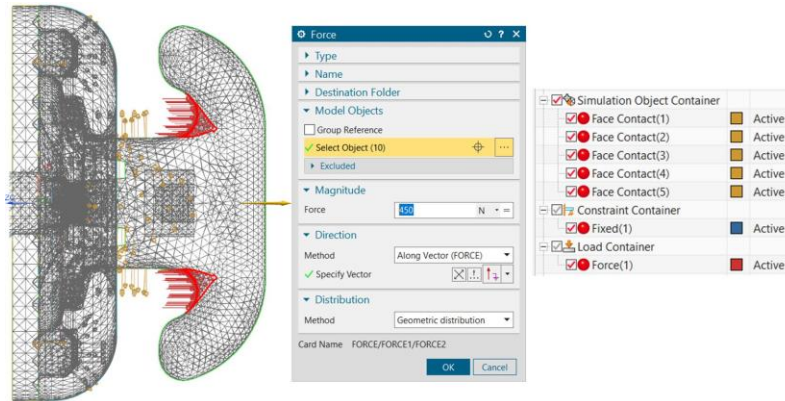 Force
Type
Name
Destination Folder
Model Objects
Group Reference
Select Object (10)
Excluded
Magnitude
Force 450 N
Direction
Method Along Vector (FORCE)
Specify Vector
Distribution
Method Geometric distribution
Card Name FORCE/FORCE1/FORCE2
OK Cancel
Simulation Object Container
Face Contact(1) Active
Face Contact(2) Active
Face Contact(3) Active
Face Contact(4) Active
Face Contact(5) Active
Constraint Container
Fixed(1) Active
Load Container
Force(1) Active